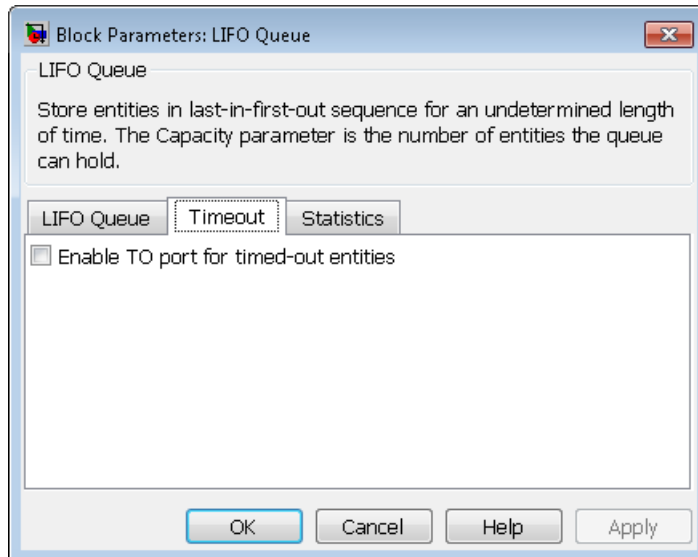 Block Parameters: LIFO Queue
LIFO Queue
Store entities in last-in-first-out sequence for an undetermined length
of time. The Capacity parameter is the number of entities the queue
can hold.
LIFO Queue Timeout Statistics
Enable TO port for timed-out entities
OK Cancel Help Apply